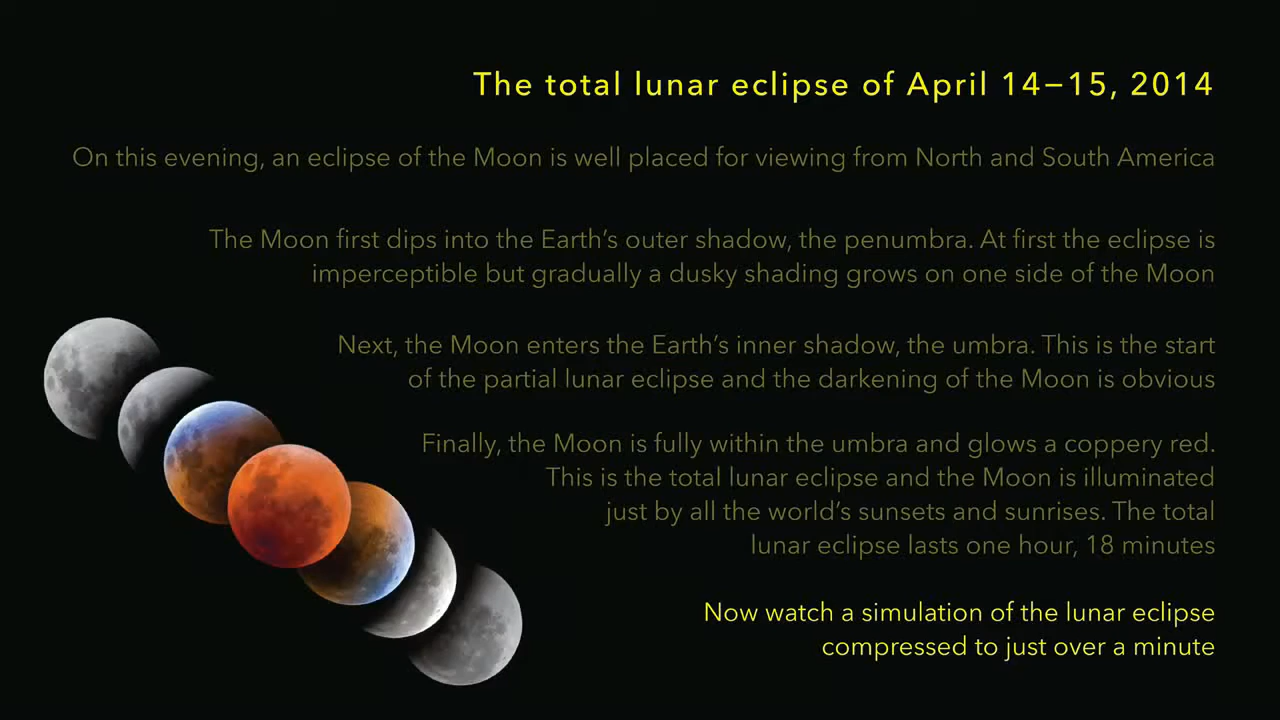 The total lunar eclipse of April 14–15, 2014
On this evening, an eclipse of the Moon is well placed for viewing from North and South America
The Moon first dips into the Earth’s outer shadow, the penumbra. At first the eclipse is
imperceptible but gradually a dusky shading grows on one side of the Moon
Next, the Moon enters the Earth’s inner shadow, the umbra. This is the start
of the partial lunar eclipse and the darkening of the Moon is obvious
Finally, the Moon is fully within the umbra and glows a coppery red.
This is the total lunar eclipse and the Moon is illuminated
just by all the world’s sunsets and sunrises. The total
lunar eclipse lasts one hour, 18 minutes
Now watch a simulation of the lunar eclipse
compressed to just over a minute